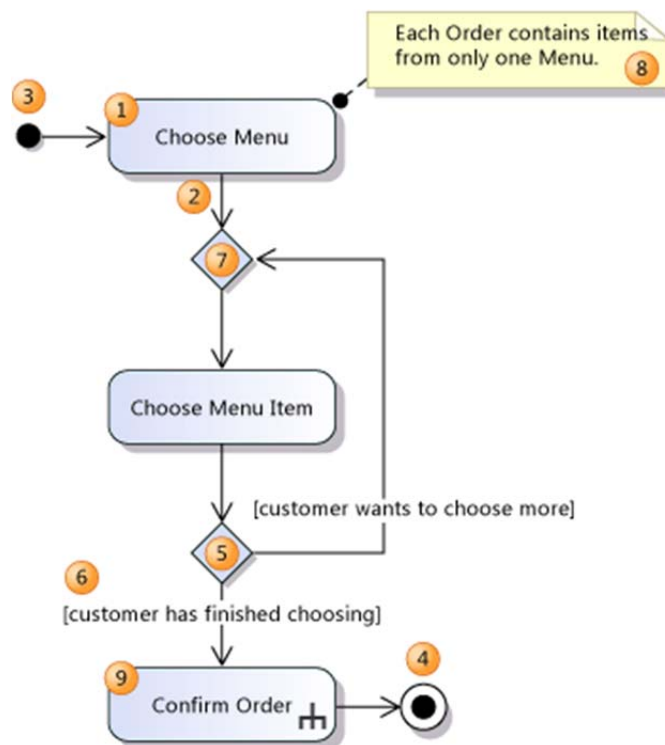 Each Order contains items
from only one Menu.
8
3
1
Choose Menu
2
7
Choose Menu Item
[customer wants to choose more]
5
6
[customer has finished choosing]
4
9
Confirm Order